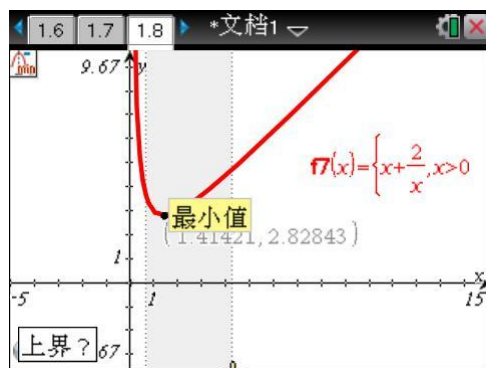 1.6 1.7 1.8 *文档1
9.67 y
f7(x)={x+2/x,x>0
最小值
(1.41421,2.82843)
1
x
-5 1 15
上界？ 67